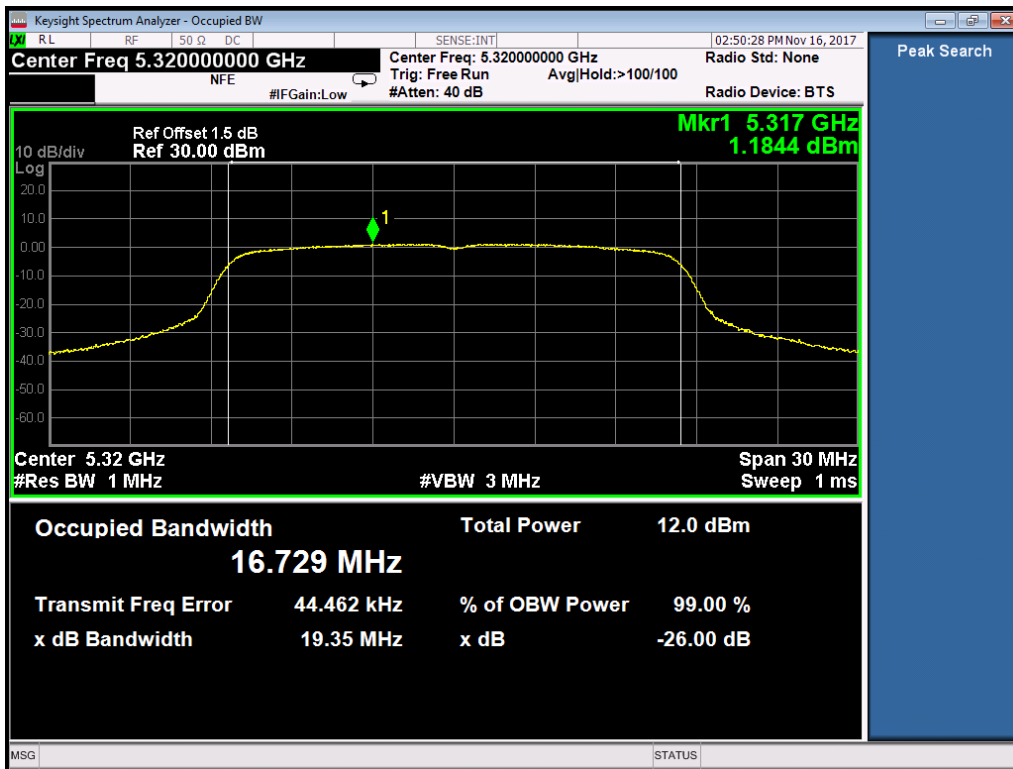 Keysight Spectrum Analyzer - Occupied BW
LXI RL RF 50 Ω DC SENSE:INT 02:50:28 PM Nov 16, 2017
Center Freq 5.320000000 GHz
NFE
#IFGain:Low
Center Freq: 5.320000000 GHz
Trig: Free Run Avg|Hold:>100/100
#Atten: 40 dB
Radio Std: None
Radio Device: BTS
Peak Search
Ref Offset 1.5 dB
10 dB/div Ref 30.00 dBm
Mkr1 5.317 GHz
1.1844 dBm
Log
20.0
10.0
1
0.00
-10.0
-20.0
-30.0
-40.0
-50.0
-60.0
Center 5.32 GHz Span 30 MHz
#Res BW 1 MHz #VBW 3 MHz Sweep 1 ms
Occupied Bandwidth Total Power 12.0 dBm
16.729 MHz
Transmit Freq Error 44.462 kHz % of OBW Power 99.00 %
x dB Bandwidth 19.35 MHz x dB -26.00 dB
MSG STATUS